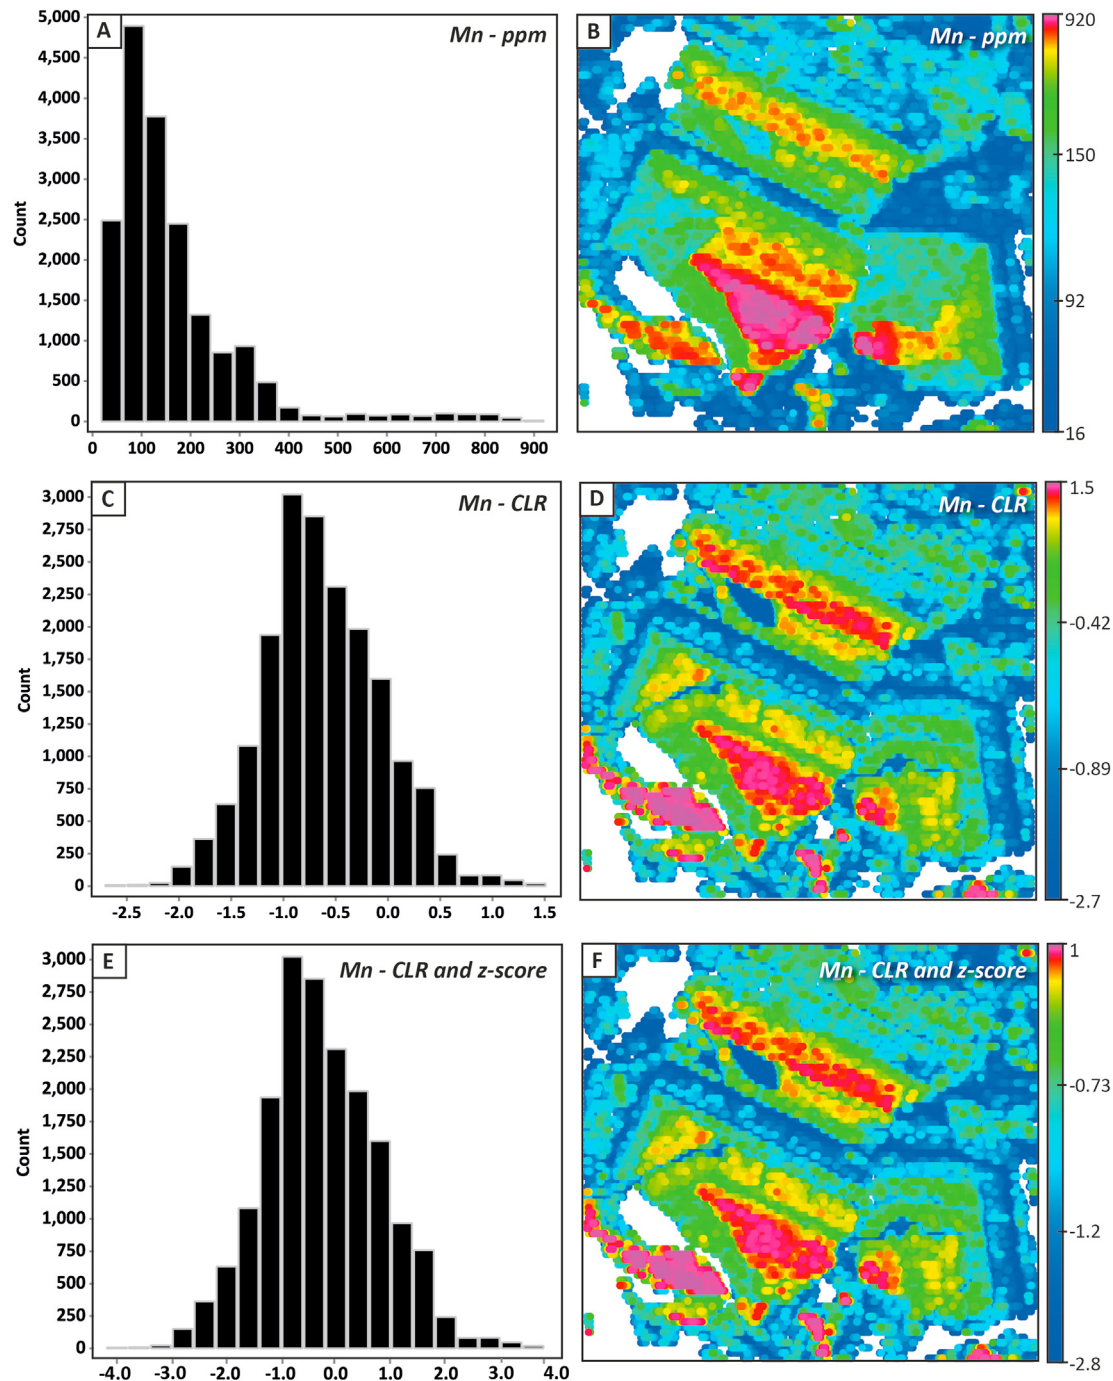 A
Mn - ppm
5,000
4,500
4,000
3,500
3,000
2,500
2,000
1,500
1,000
500
0
Count
0 100 200 300 400 500 600 700 800 900
B
Mn - ppm
920
150
92
16
C
Mn - CLR
3,000
2,750
2,500
2,250
2,000
1,750
1,500
1,250
1,000
750
500
250
0
Count
-2.5 -2.0 -1.5 -1.0 -0.5 0.0 0.5 1.0 1.5
D
Mn - CLR
1.5
-0.42
-0.89
-2.7
E
Mn - CLR and z-score
3,000
2,750
2,500
2,250
2,000
1,750
1,500
1,250
1,000
750
500
250
0
Count
-4.0 -3.0 -2.0 -1.0 0.0 1.0 2.0 3.0 4.0
F
Mn - CLR and z-score
1
-0.73
-1.2
-2.8